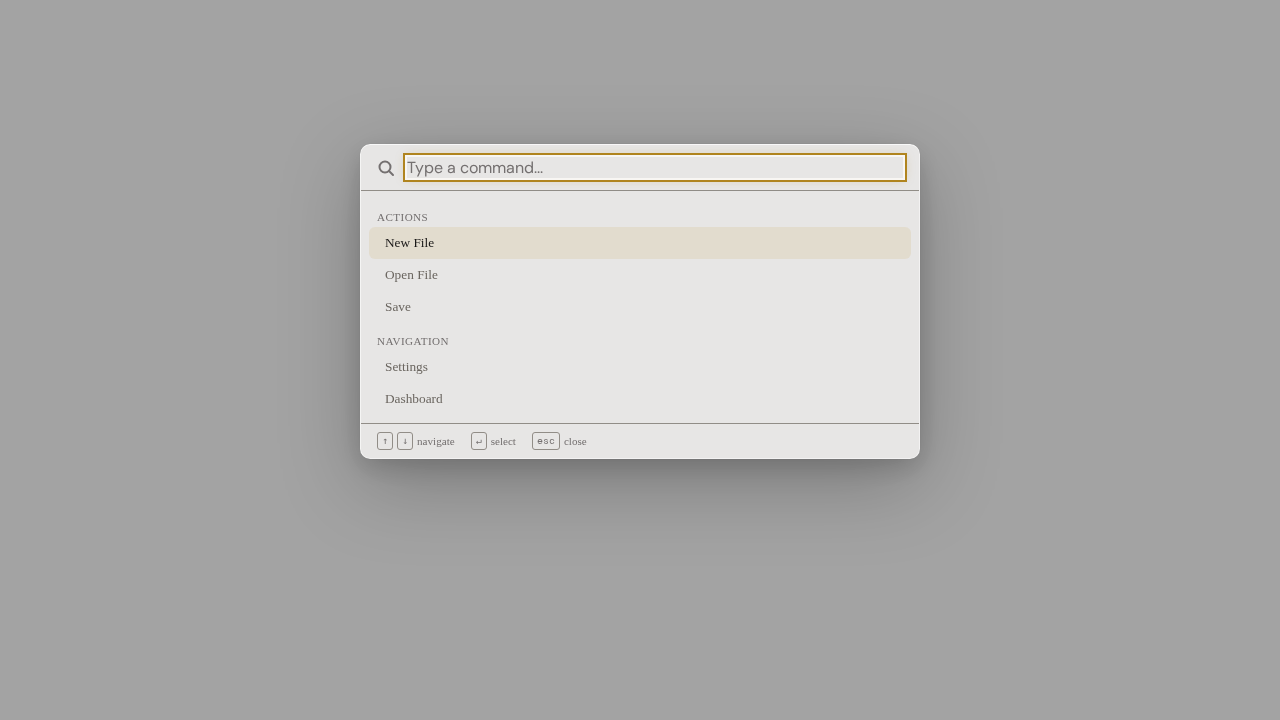 Type a command...
ACTIONS
New File
Open File
Save
NAVIGATION
Settings
Dashboard
↑ ↓ navigate ↵ select esc close